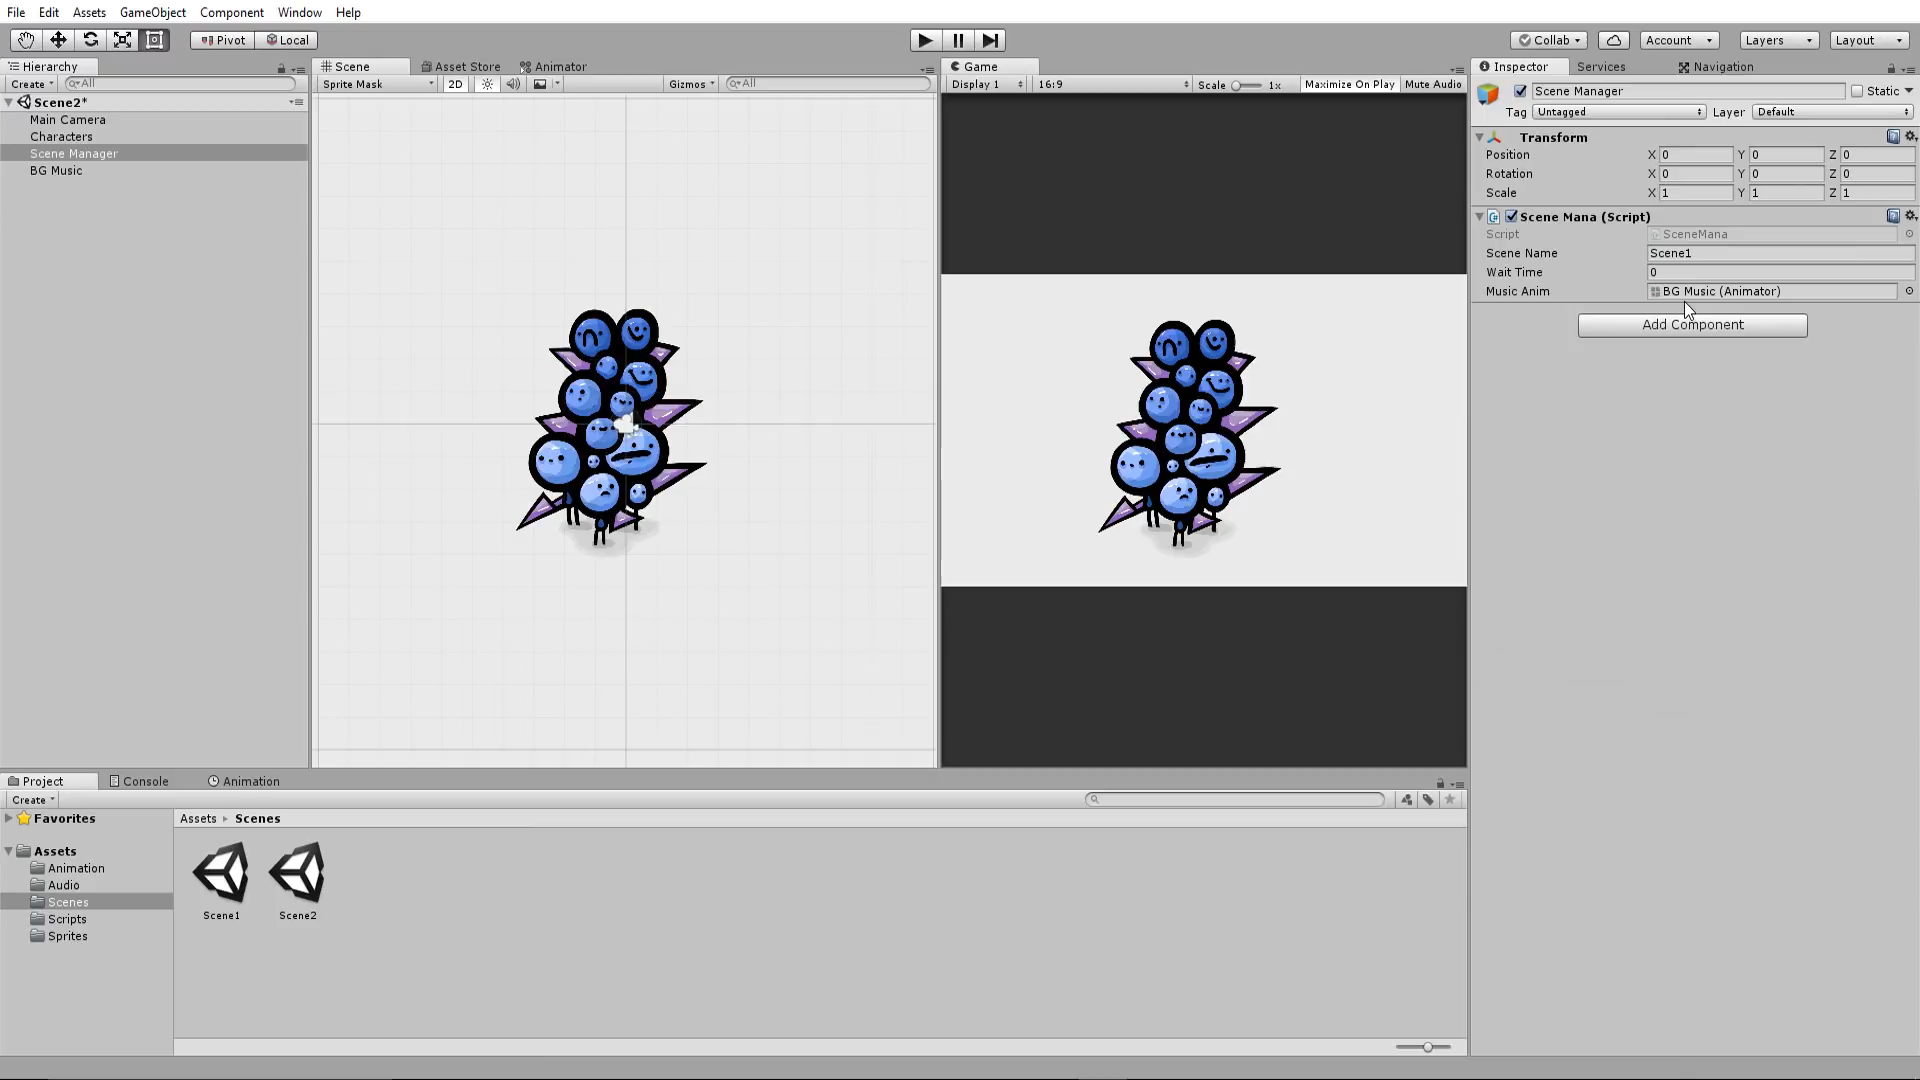 File Edit Assets GameObject Component Window Help
Pivot Local Collab Account Layers Layout
Hierarchy
Create All
Scene2*
Main Camera
Characters
Scene Manager
BG Music
Scene Asset Store Animator
Sprite Mask 2D Gizmos All
Game
Display 1 16:9 Scale 1x Maximize On Play Mute Audio
Inspector Services Navigation
Scene Manager Static
Tag Untagged Layer Default
Transform
Position X 0 Y 0 Z 0
Rotation X 0 Y 0 Z 0
Scale X 1 Y 1 Z 1
Scene Mana (Script)
Script SceneMana
Scene Name Scene1
Wait Time 0
Music Anim BG Music (Animator)
Add Component
Project Console Animation
Create
Favorites
Assets
Animation
Audio
Scenes
Scripts
Sprites
Assets Scenes
Scene1 Scene2